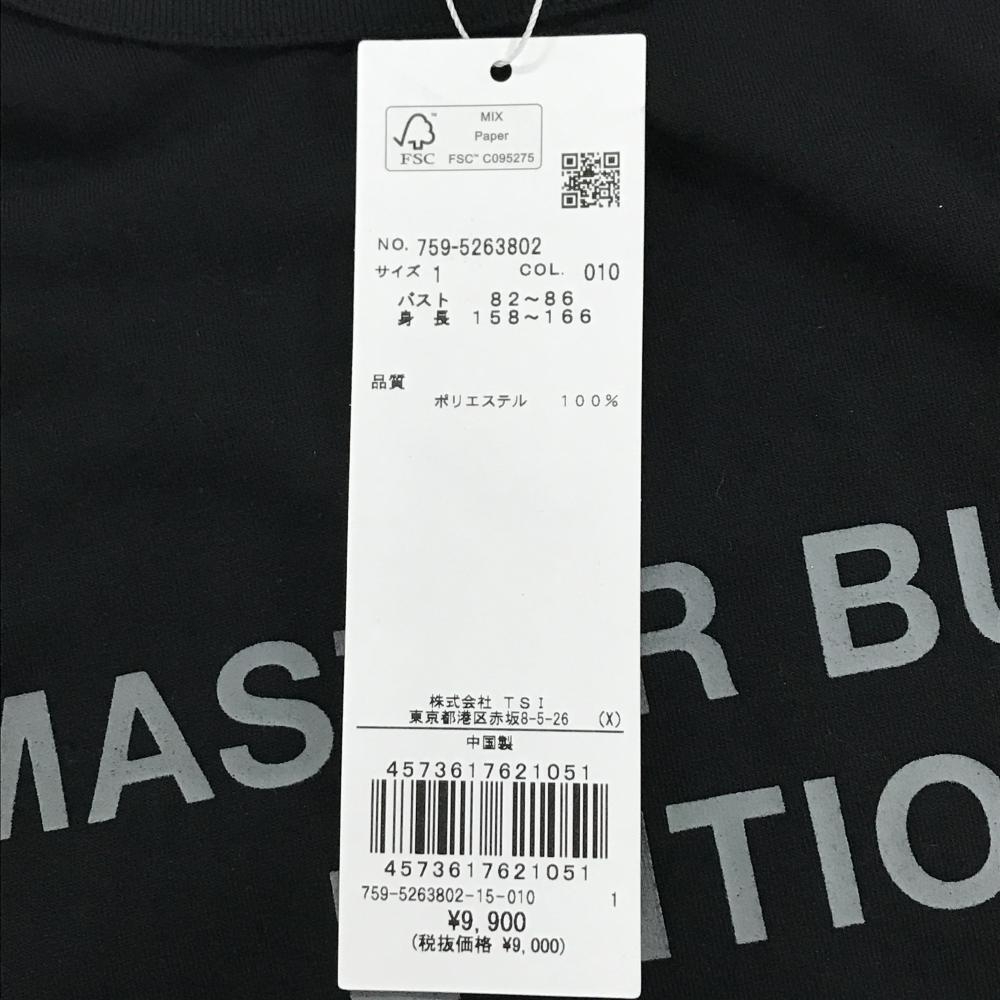 MIX
Paper
FSC™ C095275
FSC
NO. 759-5263802
サイズ 1 COL. 010
バスト 82～86
身長 158～166
品質
ポリエステル 100%
株式会社 TSI
東京都港区赤坂8-5-26 (X)
中国製
4573617621051
4573617621051
759-5263802-15-010 1
¥9,900
(税抜価格 ¥9,000)
R BU
MAS
TIO